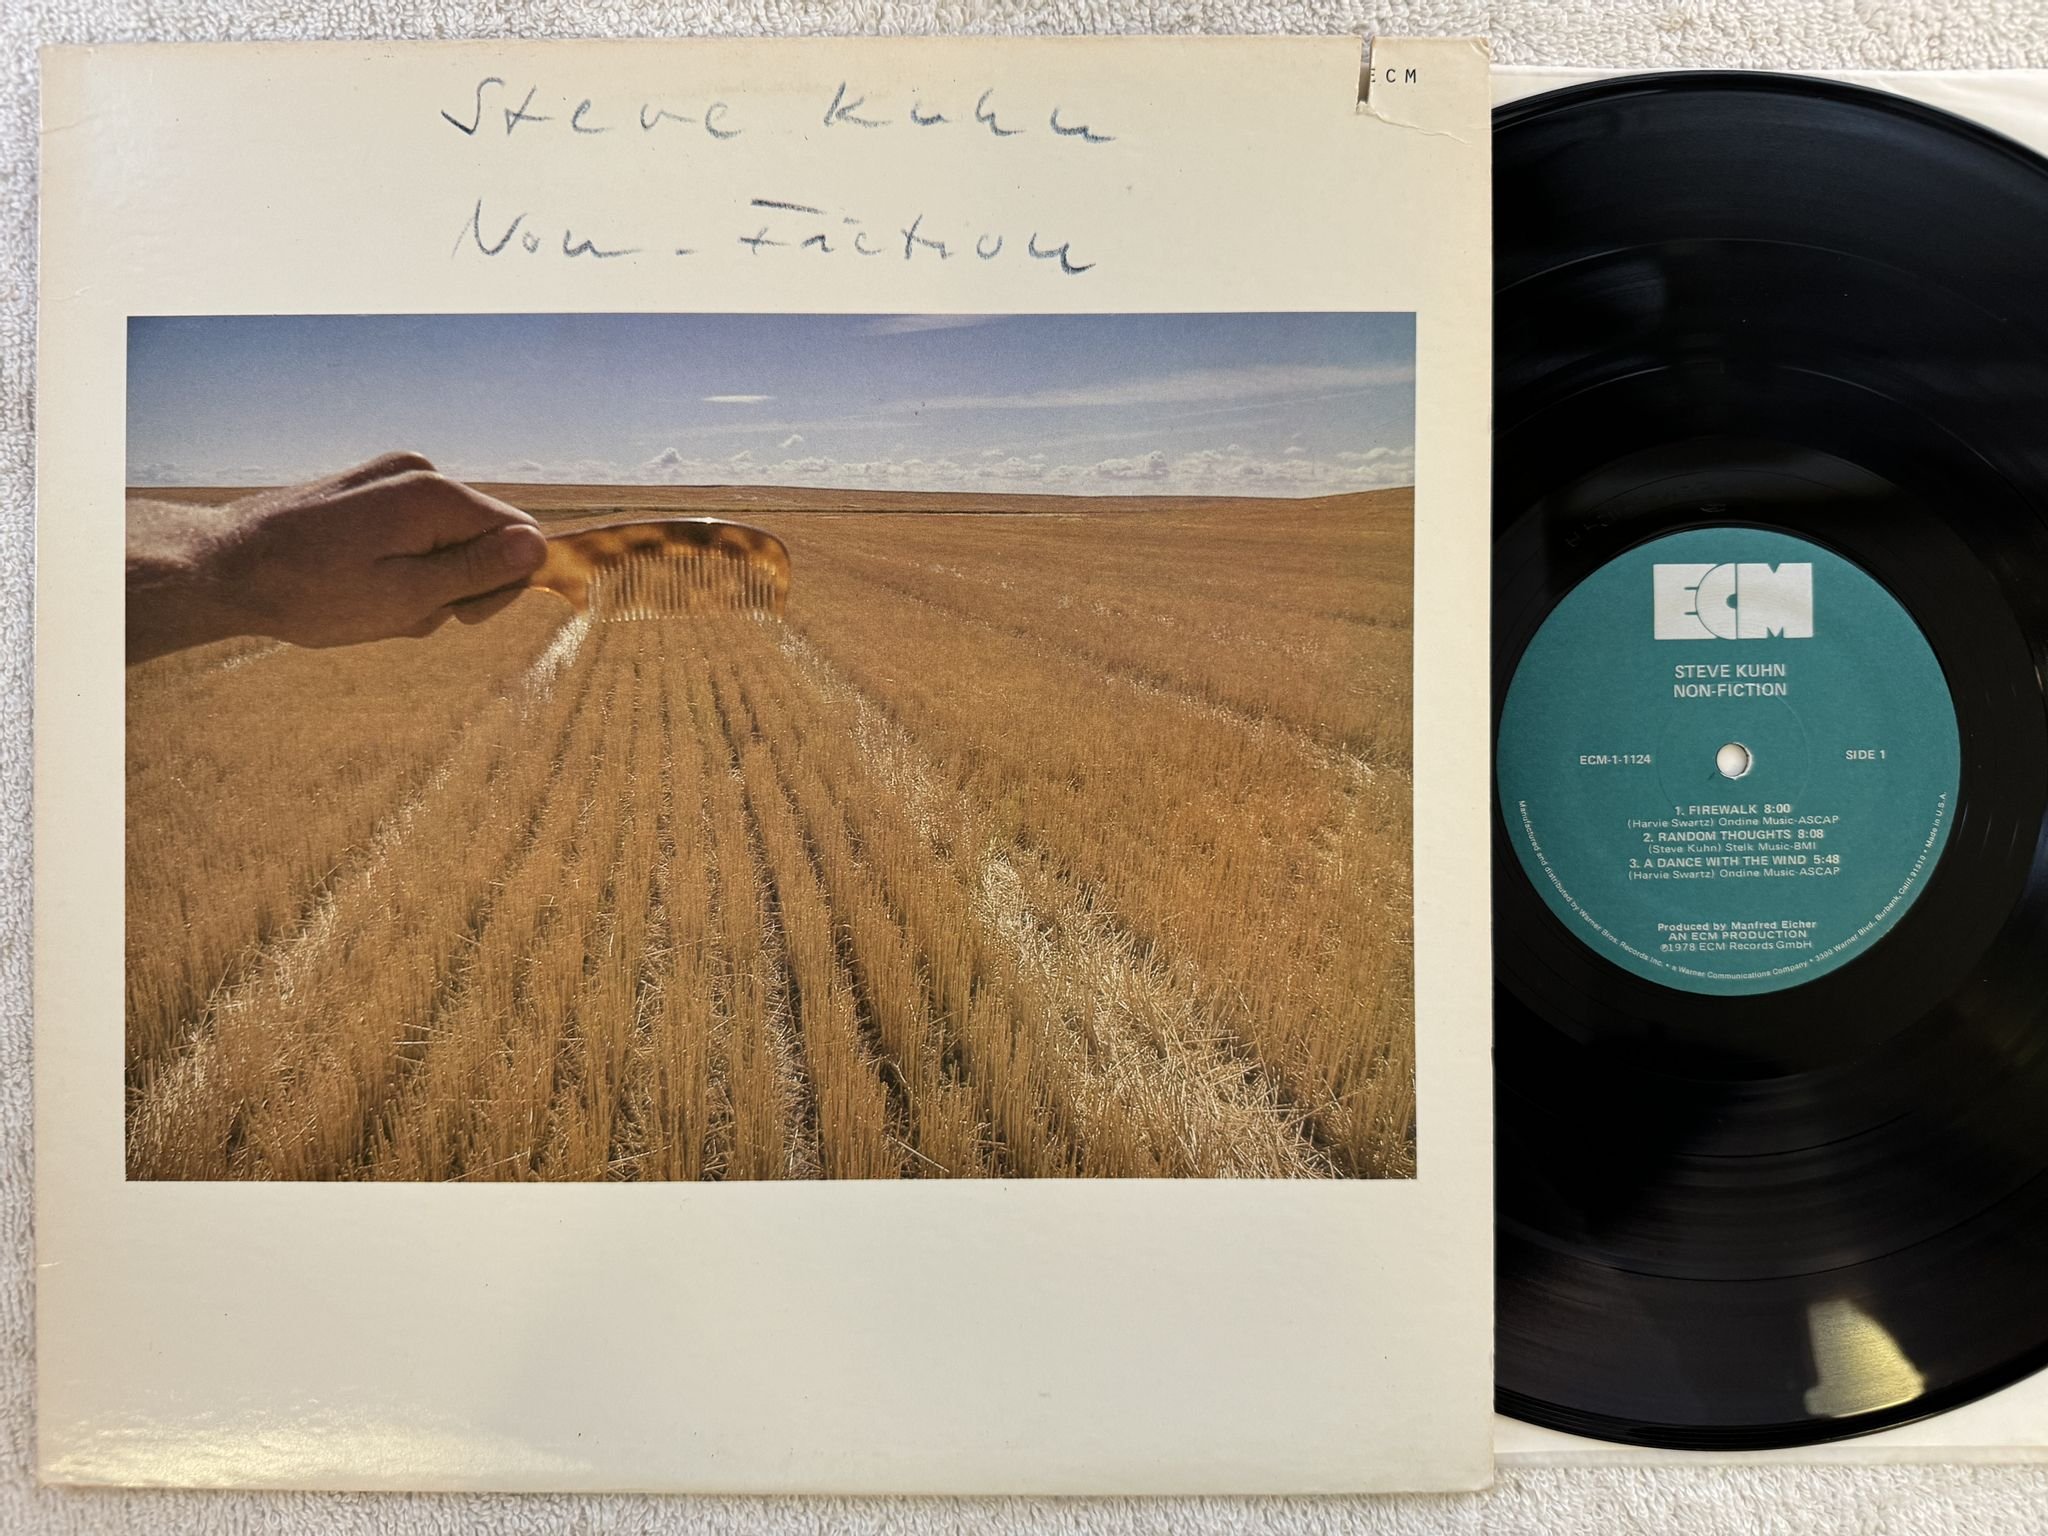 Steve Kuhn
Non-Fiction
ECM
ECM
STEVE KUHN
NON-FICTION
ECM-1-1124
SIDE 1
1. FIREWALK 8:00
(Harvie Swartz) Ondine Music-ASCAP
2. RANDOM THOUGHTS 8:08
(Steve Kuhn) Stelk Music-BMI
3. A DANCE WITH THE WIND 5:48
(Harvie Swartz) Ondine Music-ASCAP
Produced by Manfred Eicher
AN ECM PRODUCTION
℗1978 ECM Records GmbH
Manufactured and distributed by Warner Bros. Records Inc. • a Warner Communications Company • 3300 Warner Blvd., Burbank, Calif. 91510 • Made in U.S.A.